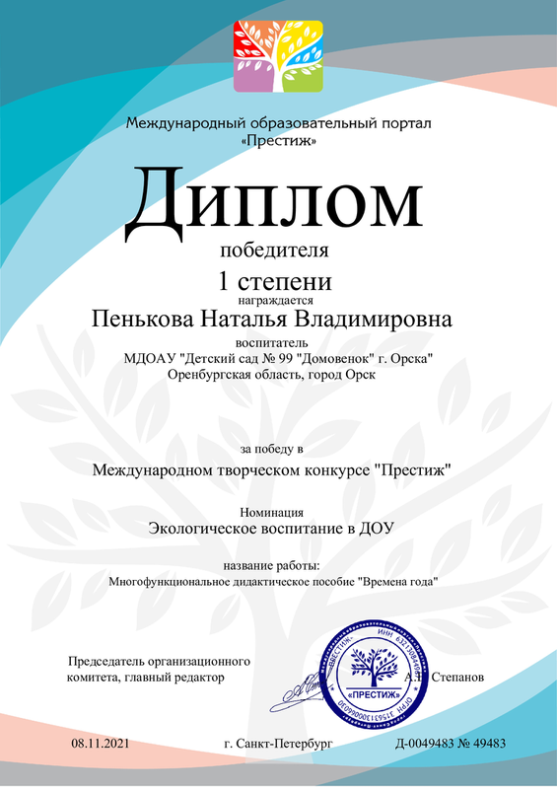 Международный образовательный портал
«Престиж»
Диплом
победителя
1 степени
награждается
Пенькова Наталья Владимировна
воспитатель
МДОАУ "Детский сад № 99 "Домовенок" г. Орска"
Оренбургская область, город Орск
за победу в
Международном творческом конкурсе "Престиж"
Номинация
Экологическое воспитание в ДОУ
название работы:
Многофункциональное дидактическое пособие "Времена года"
Председатель организационного
комитета, главный редактор
Степанов
«ПРЕСТИЖ»
08.11.2021
г. Санкт-Петербург
Д-0049483 № 49483